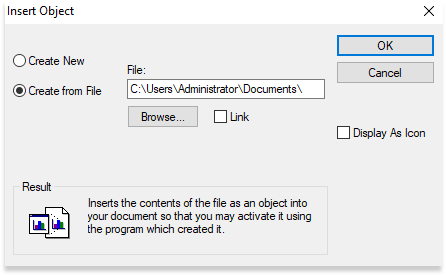 Insert Object
OK
Create New
File:
Cancel
Create from File
C:\Users\Administrator\Documents\
Browse...
Link
Display As Icon
Result
Inserts the contents of the file as an object into
your document so that you may activate it using
the program which created it.